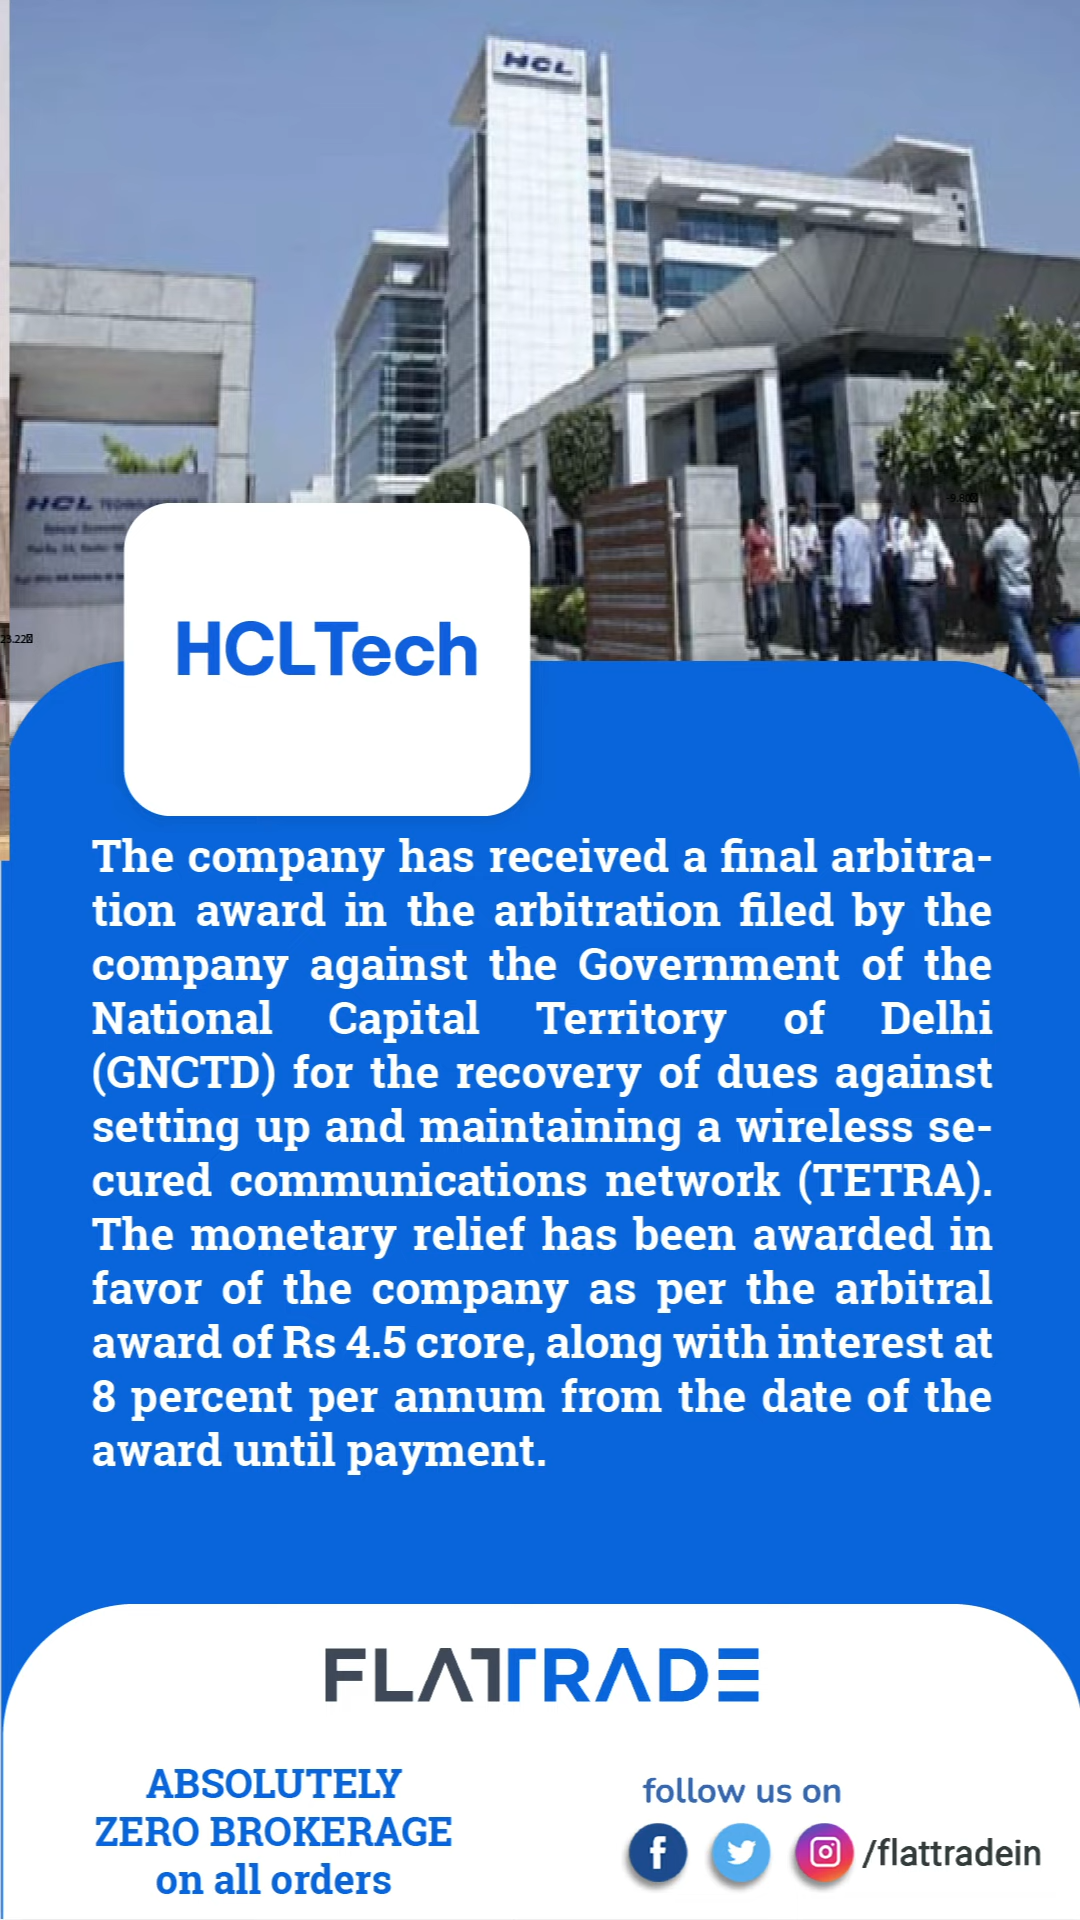 HCL
HCL
-9.80
23.22
HCLTech
The company has received a final arbitra-
tion award in the arbitration filed by the
company against the Government of the
National Capital Territory of Delhi
(GNCTD) for the recovery of dues against
setting up and maintaining a wireless se-
cured communications network (TETRA).
The monetary relief has been awarded in
favor of the company as per the arbitral
award of Rs 4.5 crore, along with interest at
8 percent per annum from the date of the
award until payment.
FLATTRADE
ABSOLUTELY
ZERO BROKERAGE
on all orders
follow us on
/flattradein